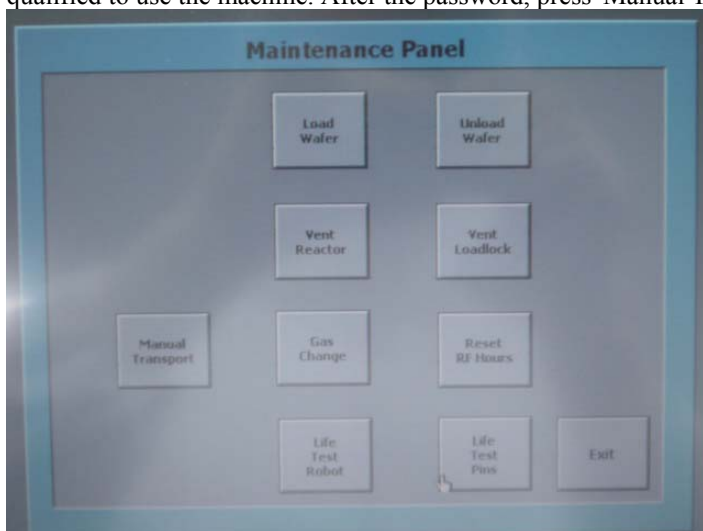 qualified to use the machine. After the password, press 'Manual
Maintenance Panel
Load
Wafer
Unload
Wafer
Vent
Reactor
Vent
Loadlock
Manual
Transport
Gas
Change
Reset
RF Hours
Life
Test
Robot
Life
Test
Pins
Exit